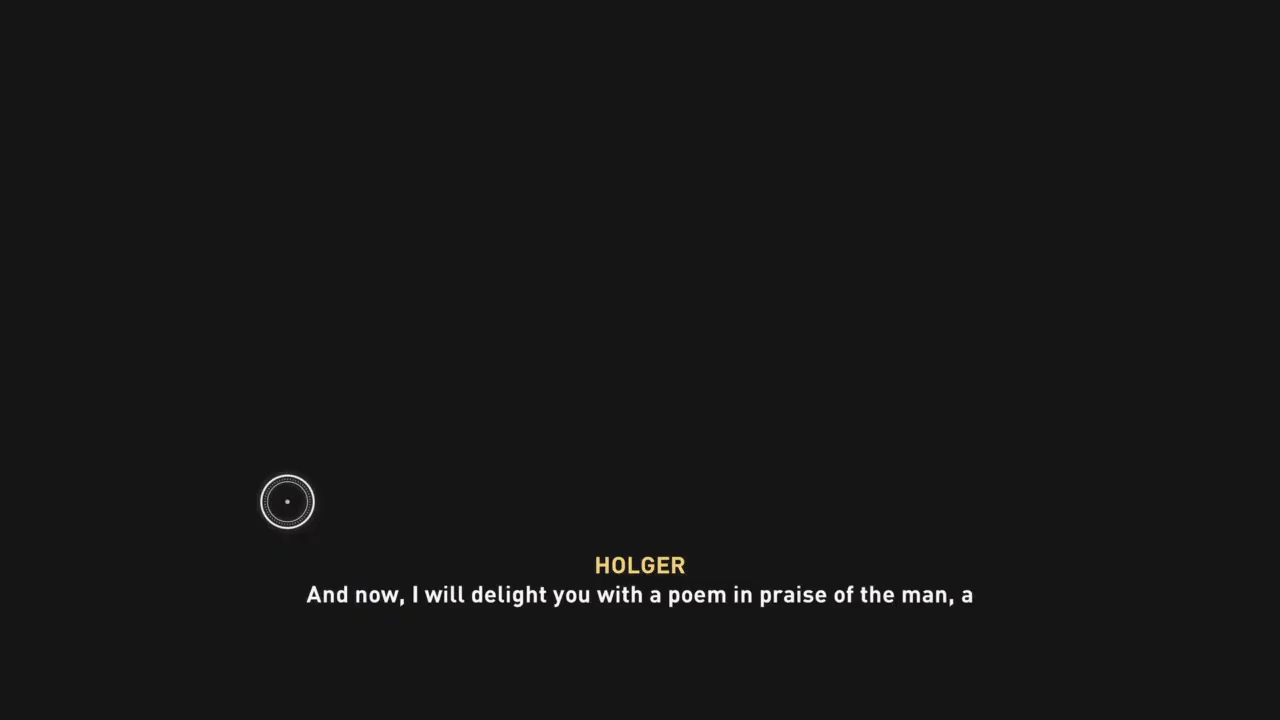 HOLGER
And now, I will delight you with a poem in praise of the man, a